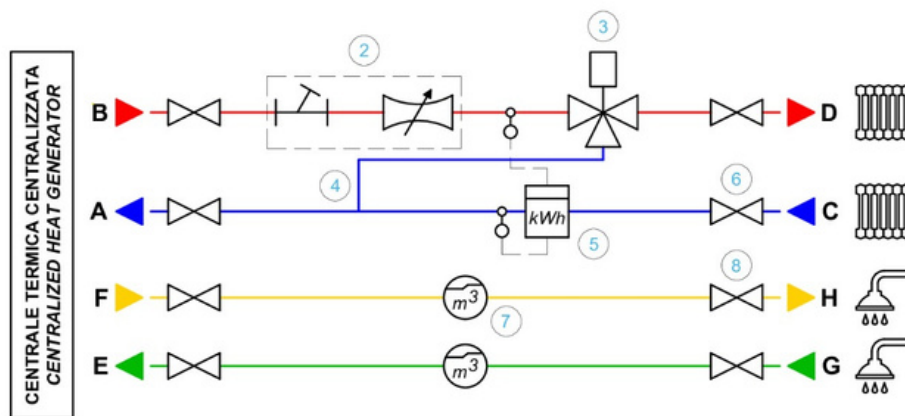 CENTRALE TERMICA CENTRALIZZATA
CENTRALIZED HEAT GENERATOR
2
3
B
D
4
6
A
kWh
C
5
8
F
m³
H
7
E
m³
G